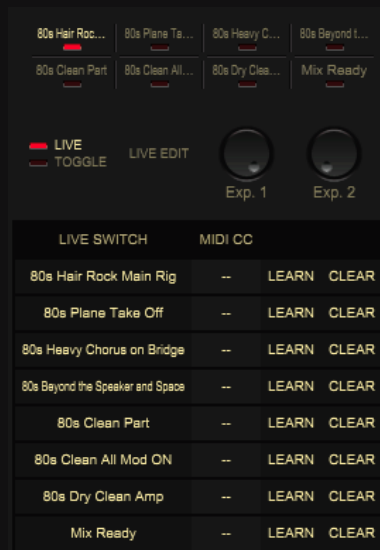 80s Hair Roc... 80s Plane Ta... 80s Heavy C... 80s Beyond t...
80s Clean Part 80s Clean All... 80s Dry Clea... Mix Ready
LIVE
TOGGLE
LIVE EDIT
Exp. 1 Exp. 2
LIVE SWITCH MIDI CC
80s Hair Rock Main Rig -- LEARN CLEAR
80s Plane Take Off -- LEARN CLEAR
80s Heavy Chorus on Bridge -- LEARN CLEAR
80s Beyond the Speaker and Space -- LEARN CLEAR
80s Clean Part -- LEARN CLEAR
80s Clean All Mod ON -- LEARN CLEAR
80s Dry Clean Amp -- LEARN CLEAR
Mix Ready -- LEARN CLEAR